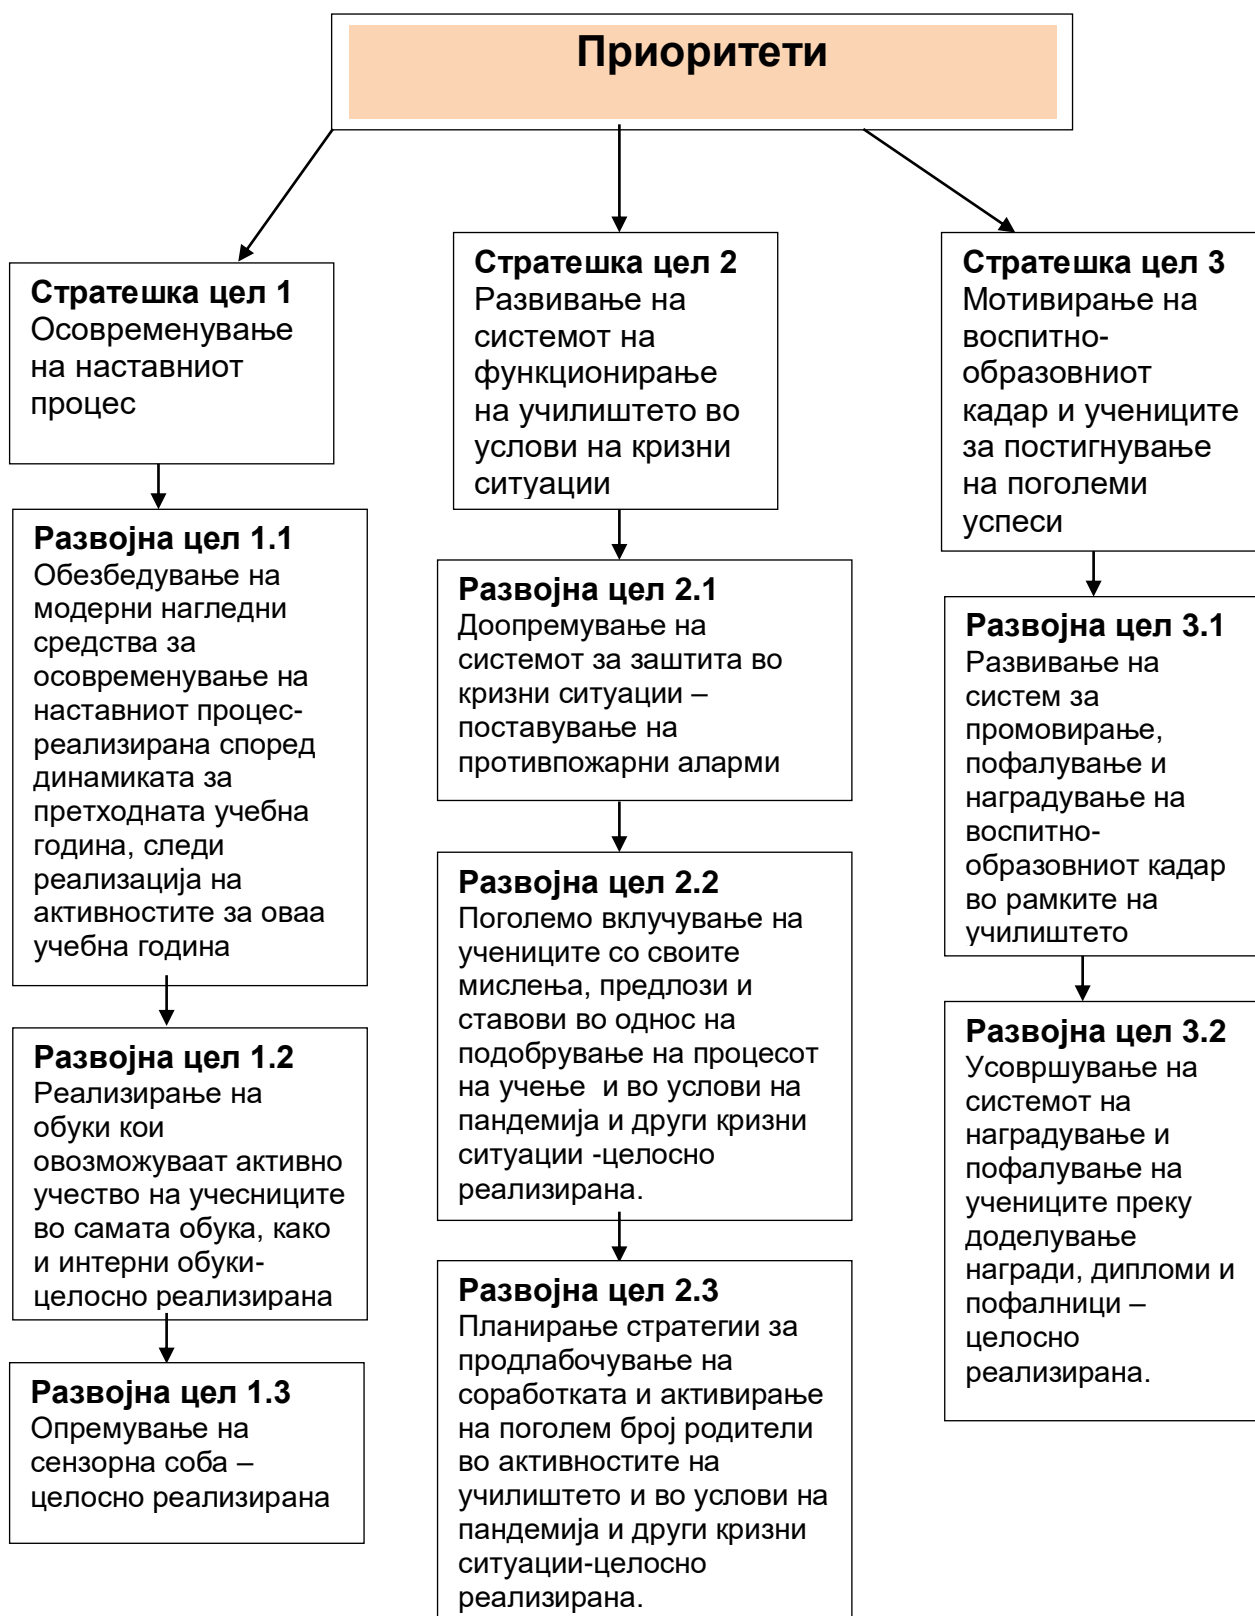 Приоритети
Стратешка цел 1
Осовременување
на наставниот
процес
Развојна цел 1.1
Обезбедување на
модерни нагледни
средства за
осовременување на
наставниот процес-
реализирана според
динамиката за
претходната учебна
година, следи
реализација на
активностите за оваа
учебна година
Развојна цел 1.2
Реализирање на
обуки кои
овозможуваат активно
учество на учесниците
во самата обука, како
и интерни обуки-
целосно реализирана
Развојна цел 1.3
Опремување на
сензорна соба –
целосно реализирана
Стратешка цел 2
Развивање на
системот на
функционирање
на училиштето во
услови на кризни
ситуации
Развојна цел 2.1
Доопремување на
системот за заштита во
кризни ситуации –
поставување на
противпожарни аларми
Развојна цел 2.2
Поголемо вклучување на
учениците со своите
мислења, предлози и
ставови во однос на
подобрување на процесот
на учење  и во услови на
пандемија и други кризни
ситуации -целосно
реализирана.
Развојна цел 2.3
Планирање стратегии за
продлабочување на
соработката и активирање
на поголем број родители
во активностите на
училиштето и во услови на
пандемија и други кризни
ситуации-целосно
реализирана.
Стратешка цел 3
Мотивирање на
воспитно-
образовниот
кадар и учениците
за постигнување
на поголеми
успеси
Развојна цел 3.1
Развивање на
систем за
промовирање,
пофалување и
наградување на
воспитно-
образовниот кадар
во рамките на
училиштето
Развојна цел 3.2
Усовршување на
системот на
наградување и
пофалување на
учениците преку
доделување
награди, дипломи и
пофалници –
целосно
реализирана.